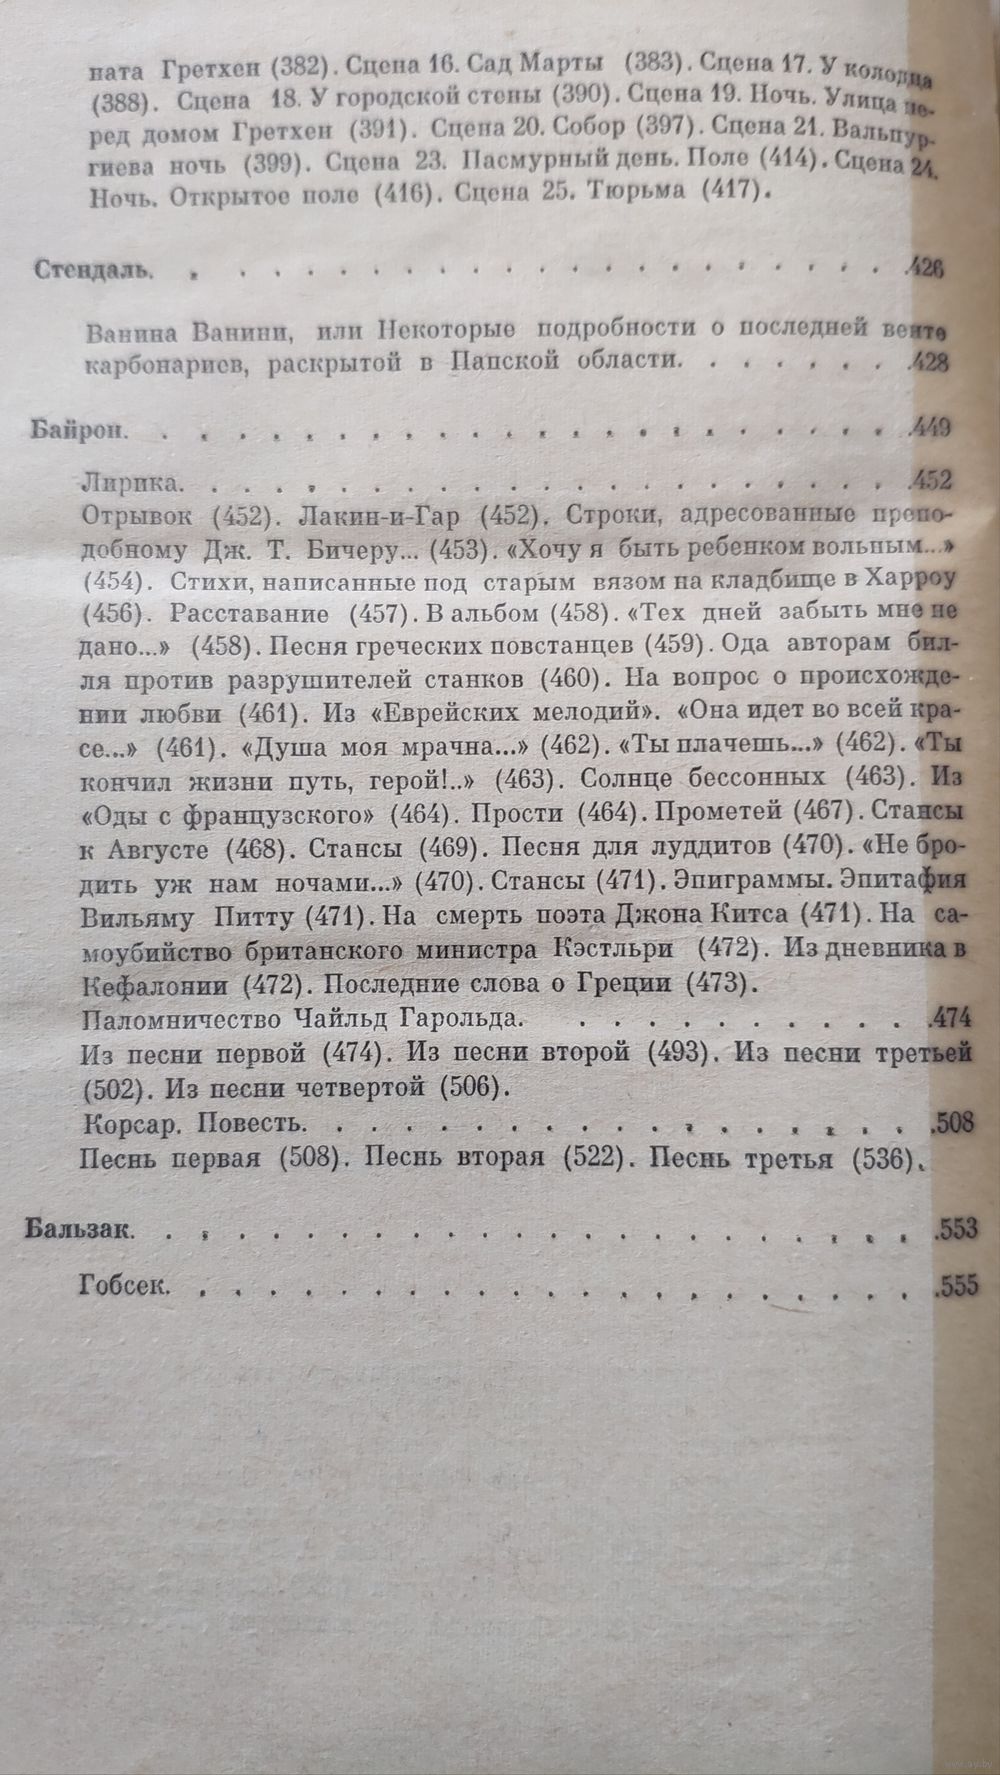 ната Гретхен (382). Сцена 16. Сад Марты (383). Сцена 17. У колодца
(388). Сцена 18. У городской стены (390). Сцена 19. Ночь. Улица пе-
ред домом Гретхен (391). Сцена 20. Собор (397). Сцена 21. Вальпур-
гиева ночь (399). Сцена 23. Пасмурный день. Поле (414). Сцена 24.
Ночь. Открытое поле (416). Сцена 25. Тюрьма (417).
Стендаль. . . . . . . . . . . . . . . . . . . . . . .426
Ванина Ванини, или Некоторые подробности о последней венте
карбонариев, раскрытой в Папской области. . . . . . . .428
Байрон. . . . . . . . . . . . . . . . . . . . . . . .449
Лирика. . . . . . . . . . . . . . . . . . . . . . .452
Отрывок (452). Лакин-и-Гар (452). Строки, адресованные препо-
добному Дж. Т. Бичеру... (453). «Хочу я быть ребенком вольным...»
(454). Стихи, написанные под старым вязом на кладбище в Харроу
(456). Расставание (457). В альбом (458). «Тех дней забыть мне не
дано...» (458). Песня греческих повстанцев (459). Ода авторам бил-
ля против разрушителей станков (460). На вопрос о происхожде-
нии любви (461). Из «Еврейских мелодий». «Она идет во всей кра-
се...» (461). «Душа моя мрачна...» (462). «Ты плачешь...» (462). «Ты
кончил жизни путь, герой!..» (463). Солнце бессонных (463). Из
«Оды с французского» (464). Прости (464). Прометей (467). Стансы
к Августе (468). Стансы (469). Песня для луддитов (470). «Не бро-
дить уж нам ночами...» (470). Стансы (471). Эпиграммы. Эпитафия
Вильяму Питту (471). На смерть поэта Джона Китса (471). На са-
моубийство британского министра Кэстльри (472). Из дневника в
Кефалонии (472). Последние слова о Греции (473).
Паломничество Чайльд Гарольда. . . . . . . . . . . .474
Из песни первой (474). Из песни второй (493). Из песни третьей
(502). Из песни четвертой (506).
Корсар. Повесть. . . . . . . . . . . . . . . . . . .508
Песнь первая (508). Песнь вторая (522). Песнь третья (536).
Бальзак. . . . . . . . . . . . . . . . . . . . . . .553
Гобсек. . . . . . . . . . . . . . . . . . . . . . .555
www.ay.by